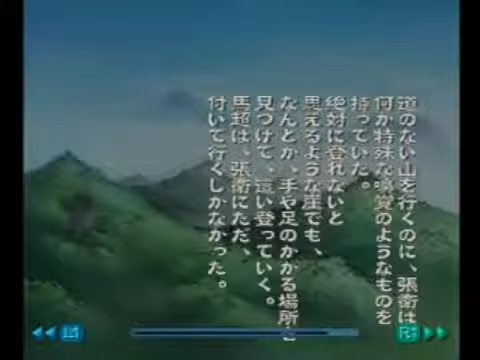 道のない山を行くのに、張衛は
何か特殊な嗅覚のようなものを
持っていた。
絶対に登れないと
思えるような崖でも、
なんとか、手や足のかかる場所を
見つけて、這い登っていく。
馬超は、張衛にただ、
付いて行くしかなかった。
L1
R1